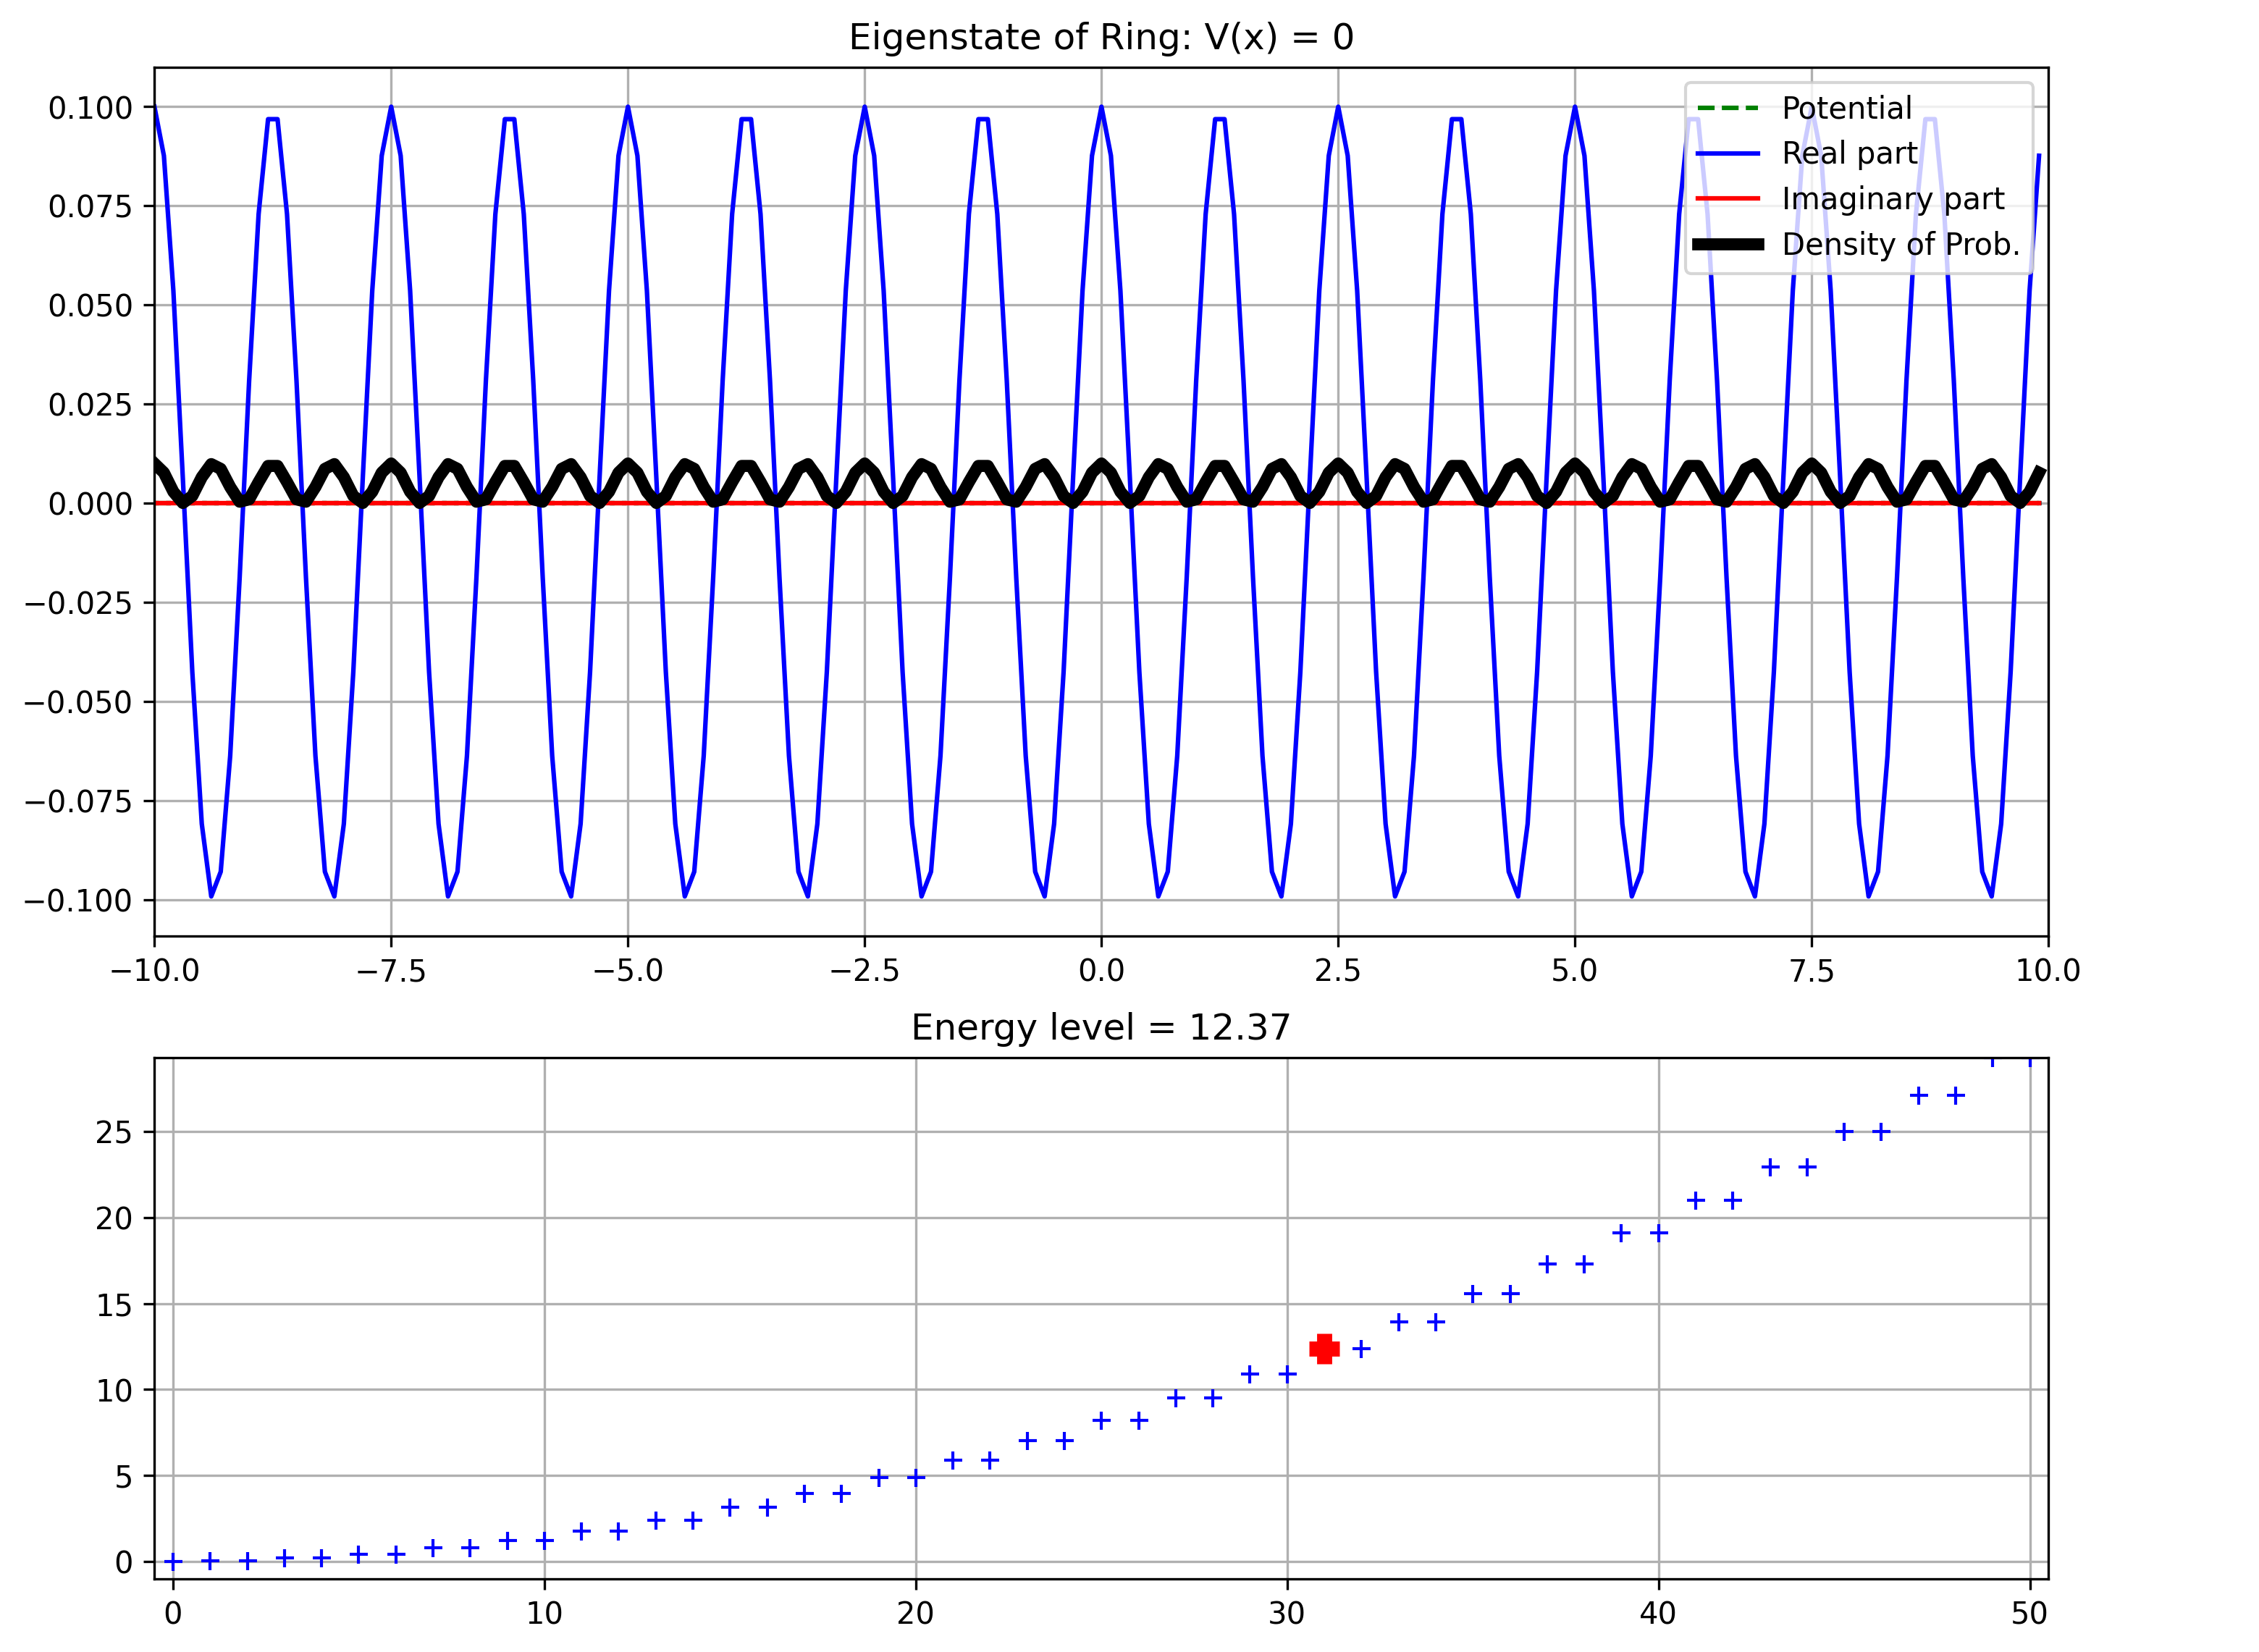 Eigenstate of Ring: V(x) = 0
0.100
0.075
0.050
0.025
0.000
−0.025
−0.050
−0.075
−0.100
Potential
Real part
Imaginary part
Density of Prob.
−10.0 −7.5 −5.0 −2.5 0.0 2.5 5.0 7.5 10.0
Energy level = 12.37
25
20
15
10
5
0
0 10 20 30 40 50